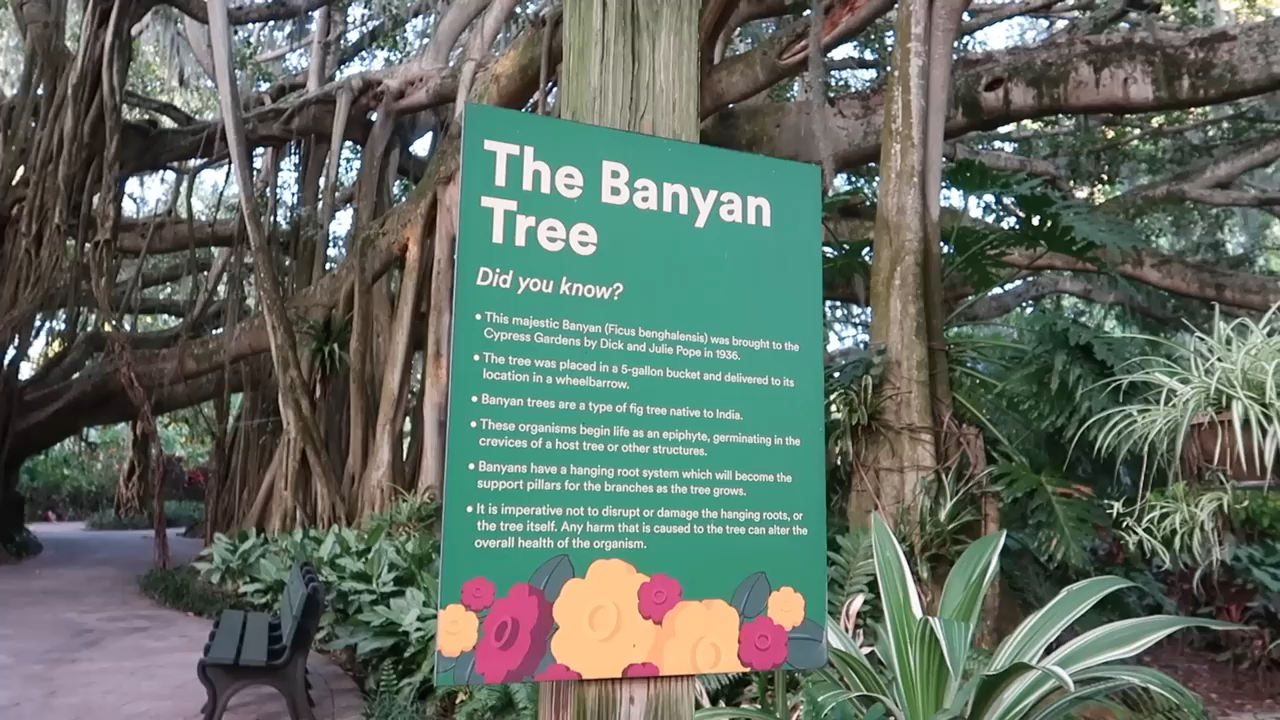 The Banyan
Tree
Did you know?
• This majestic Banyan (Ficus benghalensis) was brought to the
Cypress Gardens by Dick and Julie Pope in 1936.
• The tree was placed in a 5-gallon bucket and delivered to its
location in a wheelbarrow.
• Banyan trees are a type of fig tree native to India.
• These organisms begin life as an epiphyte, germinating in the
crevices of a host tree or other structures.
• Banyans have a hanging root system which will become the
support pillars for the branches as the tree grows.
• It is imperative not to disrupt or damage the hanging roots, or
the tree itself. Any harm that is caused to the tree can alter the
overall health of the organism.